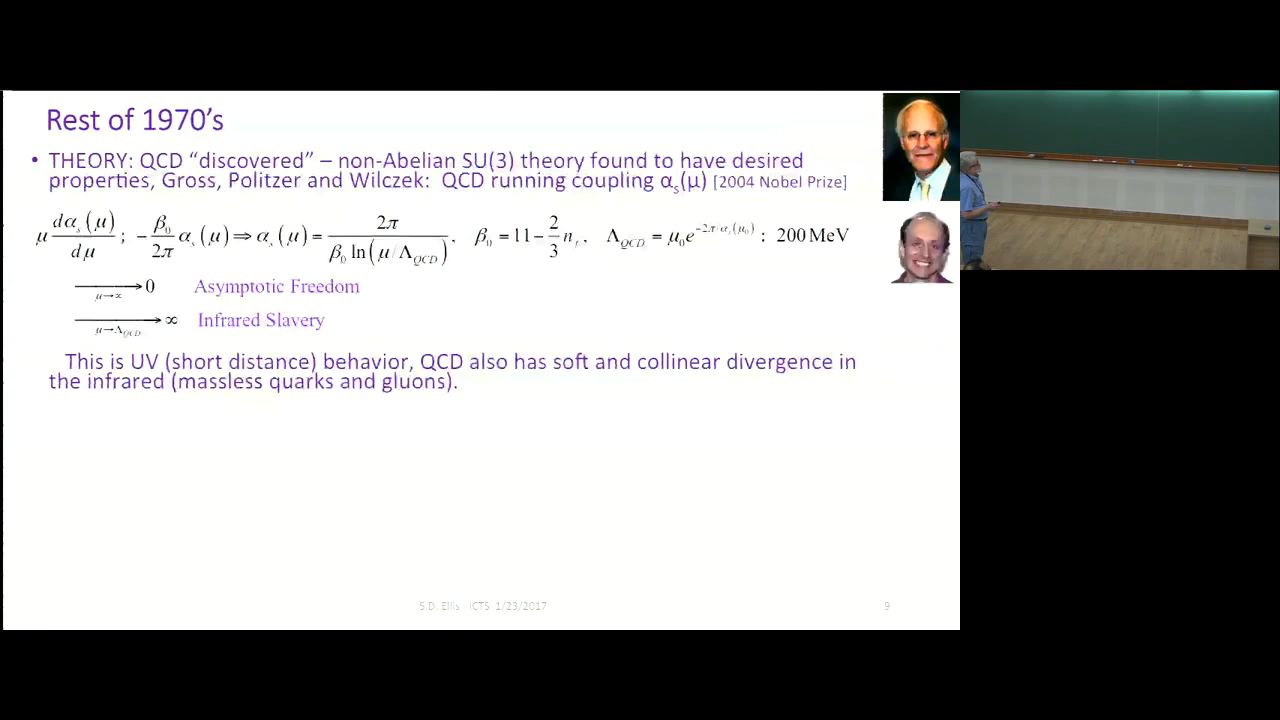 Rest of 1970's
• THEORY: QCD “discovered” – non-Abelian SU(3) theory found to have desired
properties, Gross, Politzer and Wilczek: QCD running coupling αs(μ) [2004 Nobel Prize]
μ dαs(μ)/dμ ; −β0/2π αs(μ) ⇒ αs(μ) = 2π/(β0 ln(μ/ΛQCD)), β0 = 11 − 2/3 nf, ΛQCD = μ0e^(−2π/αs(μ0)) : 200 MeV
μ→∞ 0 Asymptotic Freedom
μ→ΛQCD ∞ Infrared Slavery
This is UV (short distance) behavior, QCD also has soft and collinear divergence in
the infrared (massless quarks and gluons).
S.D. Ellis ICTS 1/23/2017 9